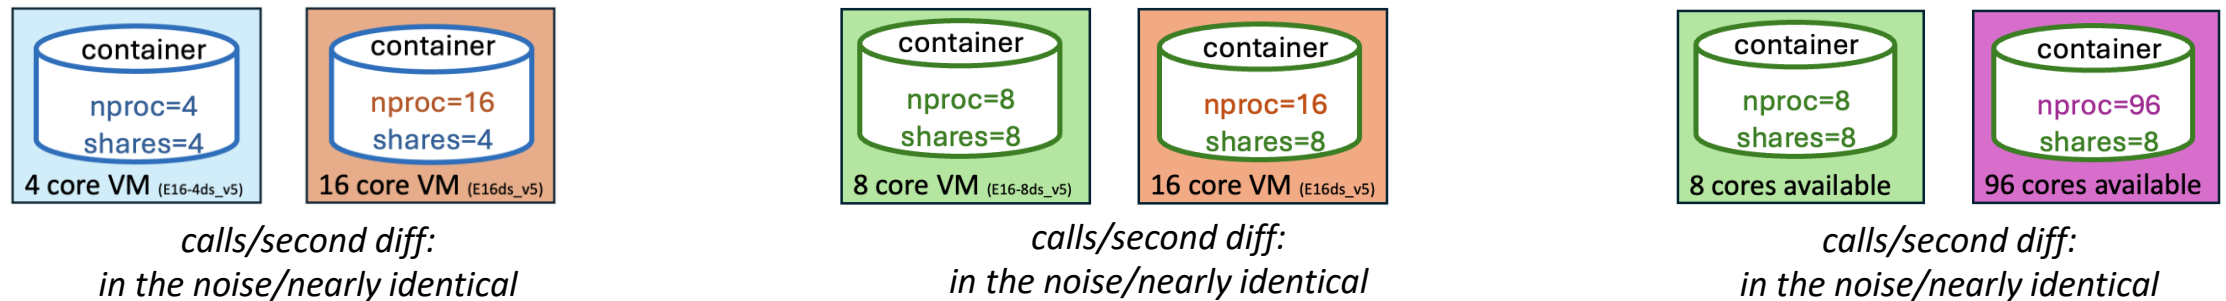 container
nproc=4
shares=4
4 core VM (E16-4ds_v5)
container
nproc=16
shares=4
16 core VM (E16ds_v5)
calls/second diff:
in the noise/nearly identical
container
nproc=8
shares=8
8 core VM (E16-8ds_v5)
container
nproc=16
shares=8
16 core VM (E16ds_v5)
calls/second diff:
in the noise/nearly identical
container
nproc=8
shares=8
8 cores available
container
nproc=96
shares=8
96 cores available
calls/second diff:
in the noise/nearly identical